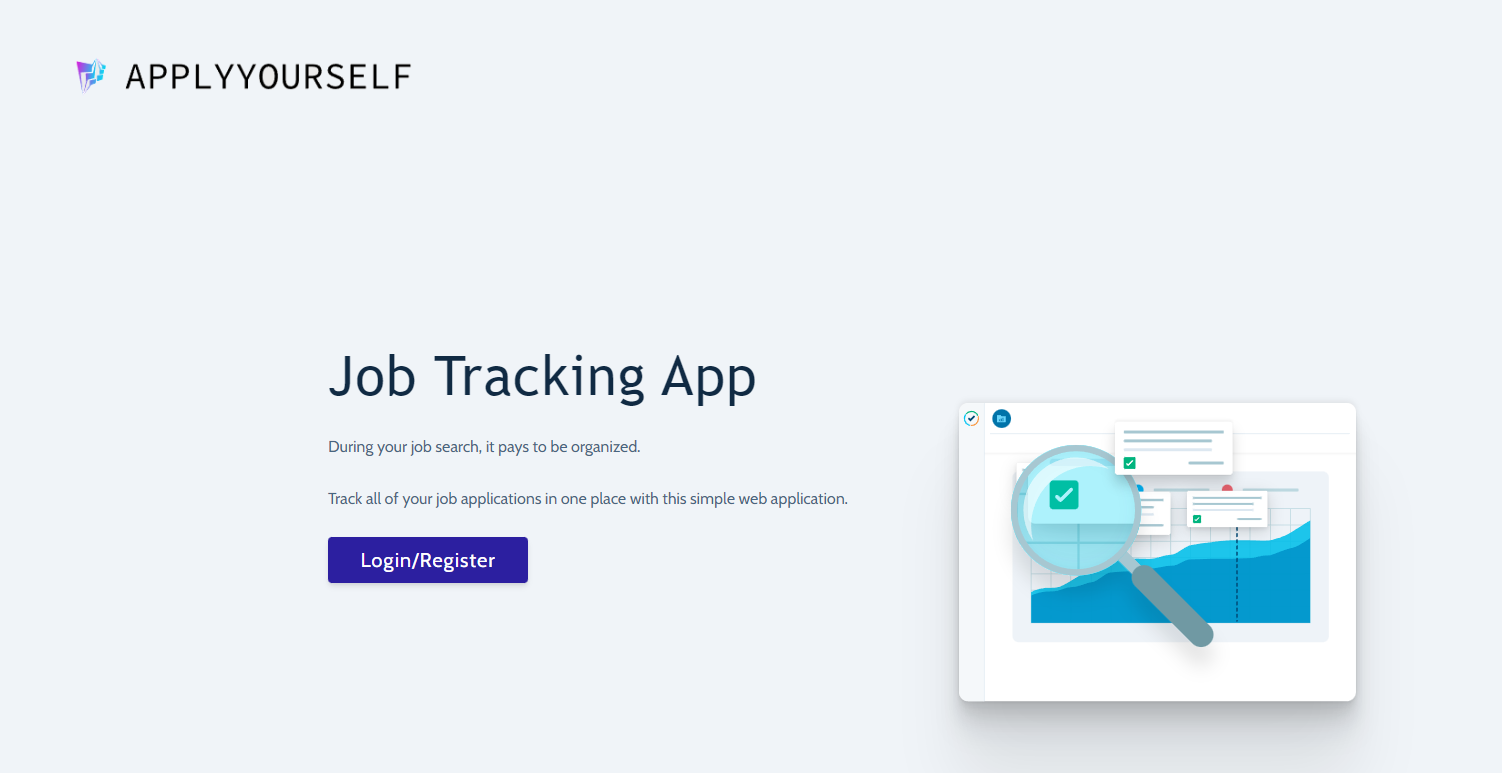 APPLYYOURSELF
Job Tracking App
During your job search, it pays to be organized.
Track all of your job applications in one place with this simple web application.
Login/Register